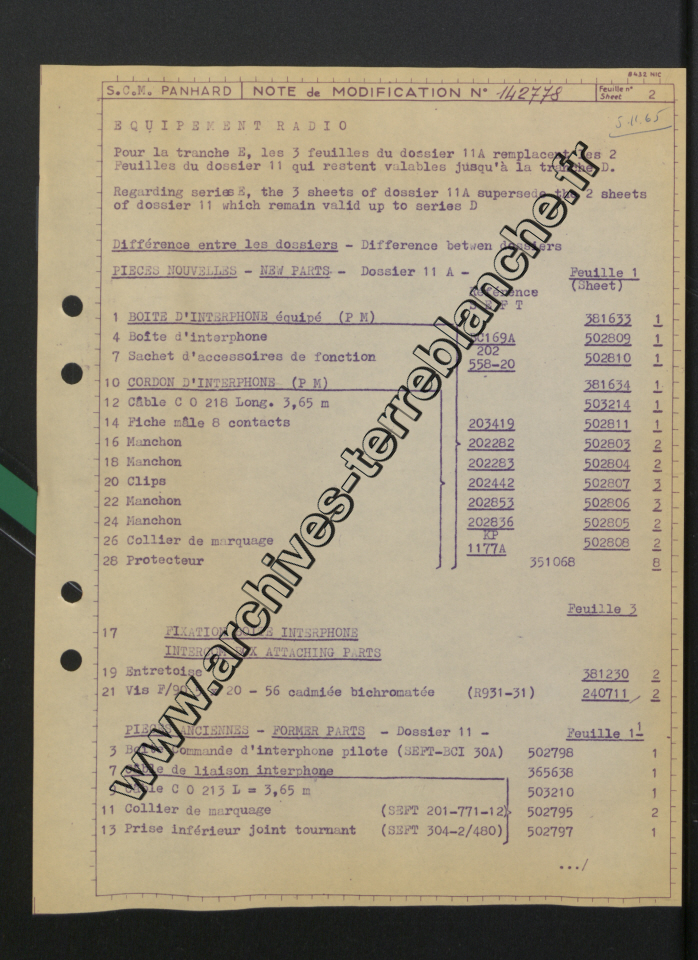 8432 NIC
S.C.M. PANHARD NOTE de MODIFICATION N° 142778 Feuille n° Sheet 2
5.11.65
EQUIPEMENT RADIO
Pour la tranche E, les 3 feuilles du dossier 11A remplacent les 2
Feuilles du dossier 11 qui restent valables jusqu'à la tranche D.
Regarding series E, the 3 sheets of dossier 11A supersede the 2 sheets
of dossier 11 which remain valid up to series D
Différence entre les dossiers - Difference betwen dossiers
PIECES NOUVELLES - NEW PARTS - Dossier 11 A - Feuille 1
(Sheet)
Référence
S E F T
1 BOITE D'INTERPHONE équipé (P M) 381633 1
4 Boîte d'interphone BC169A 502809 1
7 Sachet d'accessoires de fonction 202 558-20 502810 1
10 CORDON D'INTERPHONE (P M) 381634 1
12 Câble C O 218 Long. 3,65 m 503214 1
14 Fiche mâle 8 contacts 203419 502811 1
16 Manchon 202282 502803 2
18 Manchon 202283 502804 2
20 Clips 202442 502807 3
22 Manchon 202853 502806 3
24 Manchon 202836 502805 2
26 Collier de marquage KP 1177A 502808 2
28 Protecteur 351068 8
Feuille 3
17 FIXATION BOITE INTERPHONE
INTERCOM BOX ATTACHING PARTS
19 Entretoise 381230 2
21 Vis F/90 20 - 56 cadmiée bichromatée (R931-31) 240711 2
PIECES ANCIENNES - FORMER PARTS - Dossier 11 - Feuille 1-1
3 Boite Commande d'interphone pilote (SEFT-BCI 30A) 502798 1
7 Câble de liaison interphone 365638 1
9 Câble C O 213 L = 3,65 m 503210 1
11 Collier de marquage (SEFT 201-771-12) 502795 2
13 Prise inférieur joint tournant (SEFT 304-2/480) 502797 1
.../
www.archives-terreblanche.fr